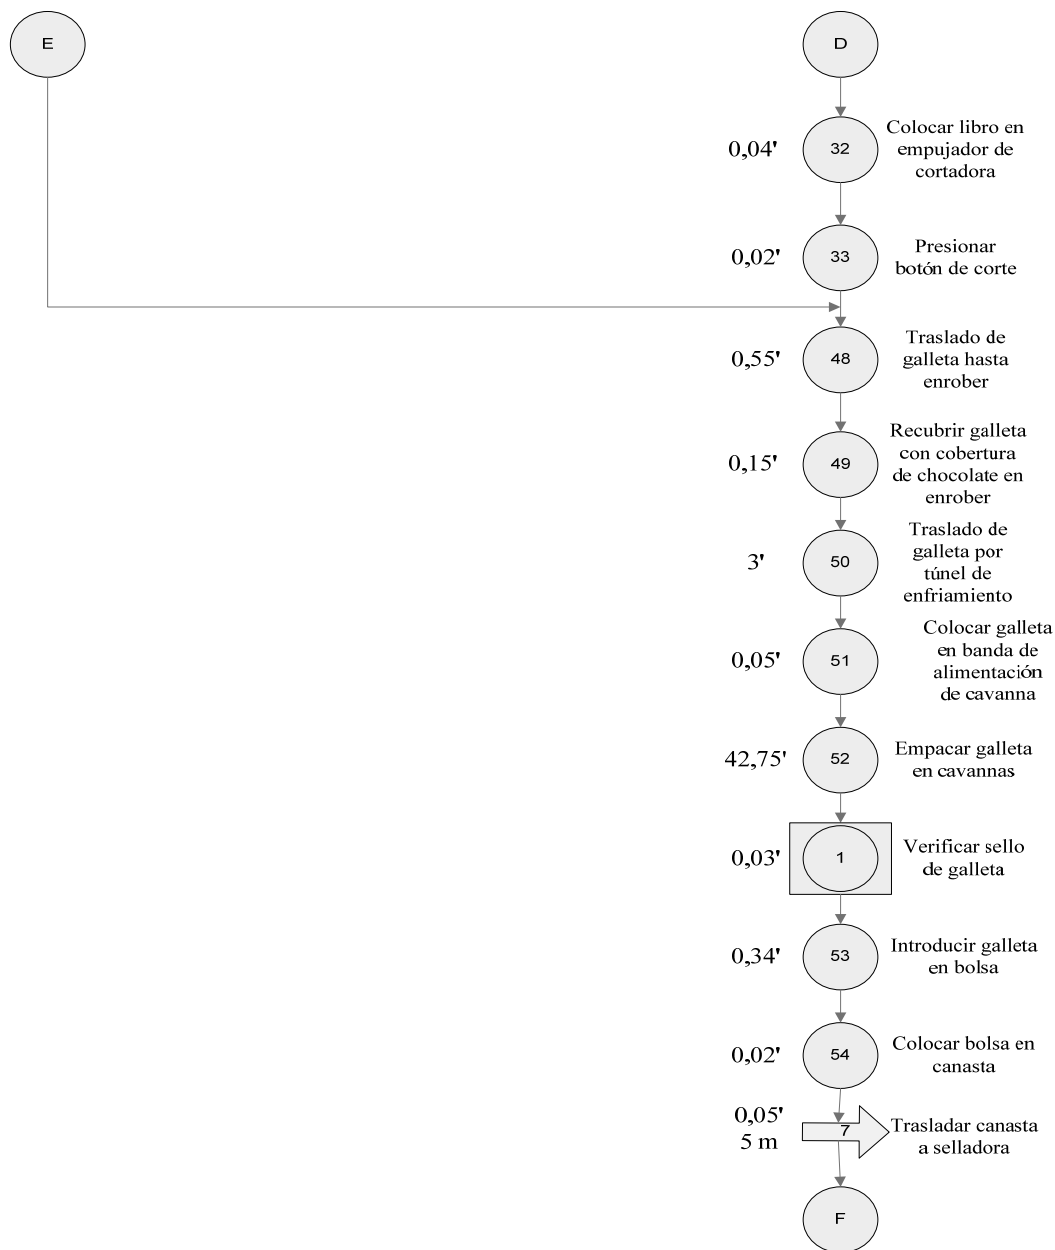 E
D
0,04'
32
Colocar libro en
empujador de
cortadora
0,02'
33
Presionar
botón de corte
0,55'
48
Traslado de
galleta hasta
enrober
0,15'
49
Recubrir galleta
con cobertura
de chocolate en
enrober
3'
50
Traslado de
galleta por
túnel de
enfriamiento
0,05'
51
Colocar galleta
en banda de
alimentación
de cavanna
42,75'
52
Empacar galleta
en cavannas
0,03'
1
Verificar sello
de galleta
0,34'
53
Introducir galleta
en bolsa
0,02'
54
Colocar bolsa en
canasta
0,05'
5 m
7
Trasladar canasta
a selladora
F